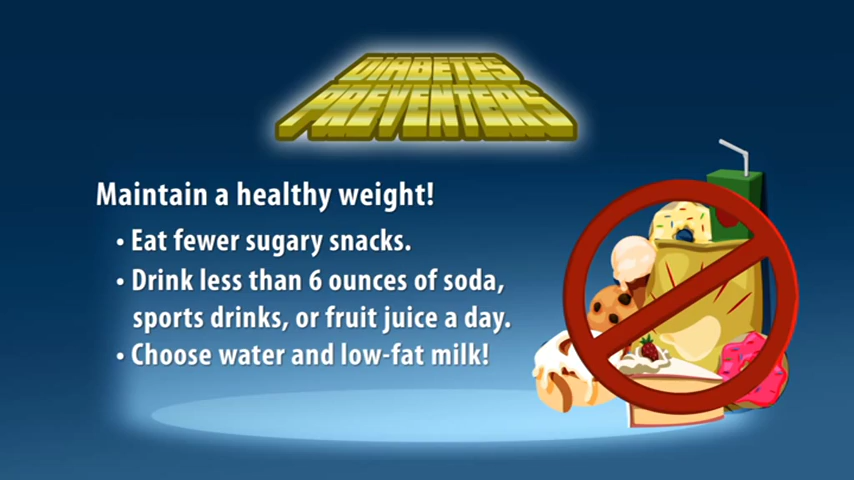 DIABETES
PREVENTERS
Maintain a healthy weight!
• Eat fewer sugary snacks.
• Drink less than 6 ounces of soda,
sports drinks, or fruit juice a day.
• Choose water and low-fat milk!